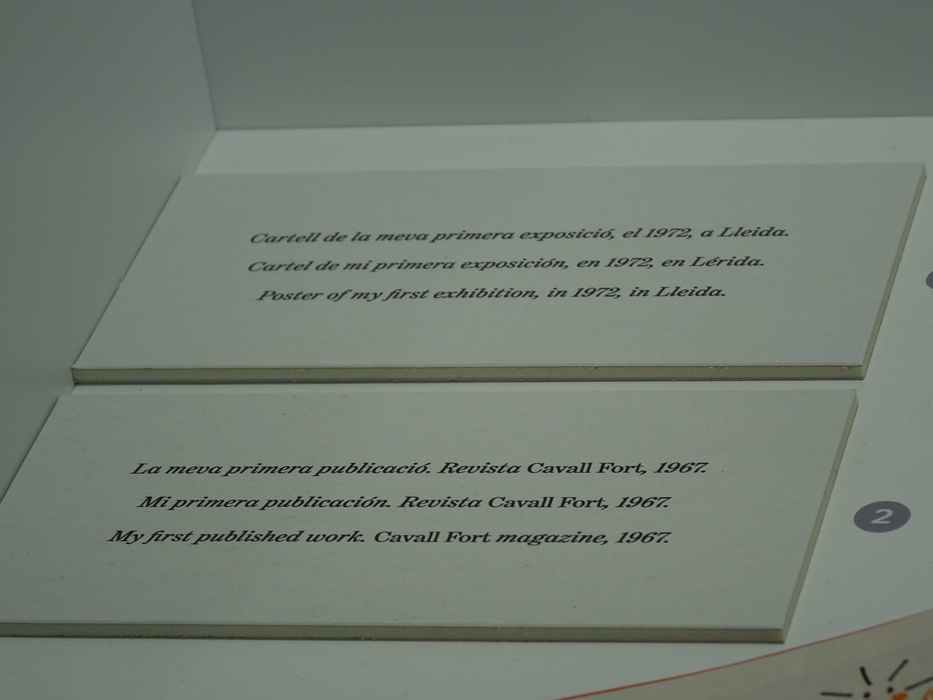 Cartell de la meva primera exposició, el 1972, a Lleida.
Cartel de mi primera exposición, en 1972, en Lérida.
Poster of my first exhibition, in 1972, in Lleida.
La meva primera publicació. Revista Cavall Fort, 1967.
Mi primera publicación. Revista Cavall Fort, 1967.
My first published work. Cavall Fort magazine, 1967.
2